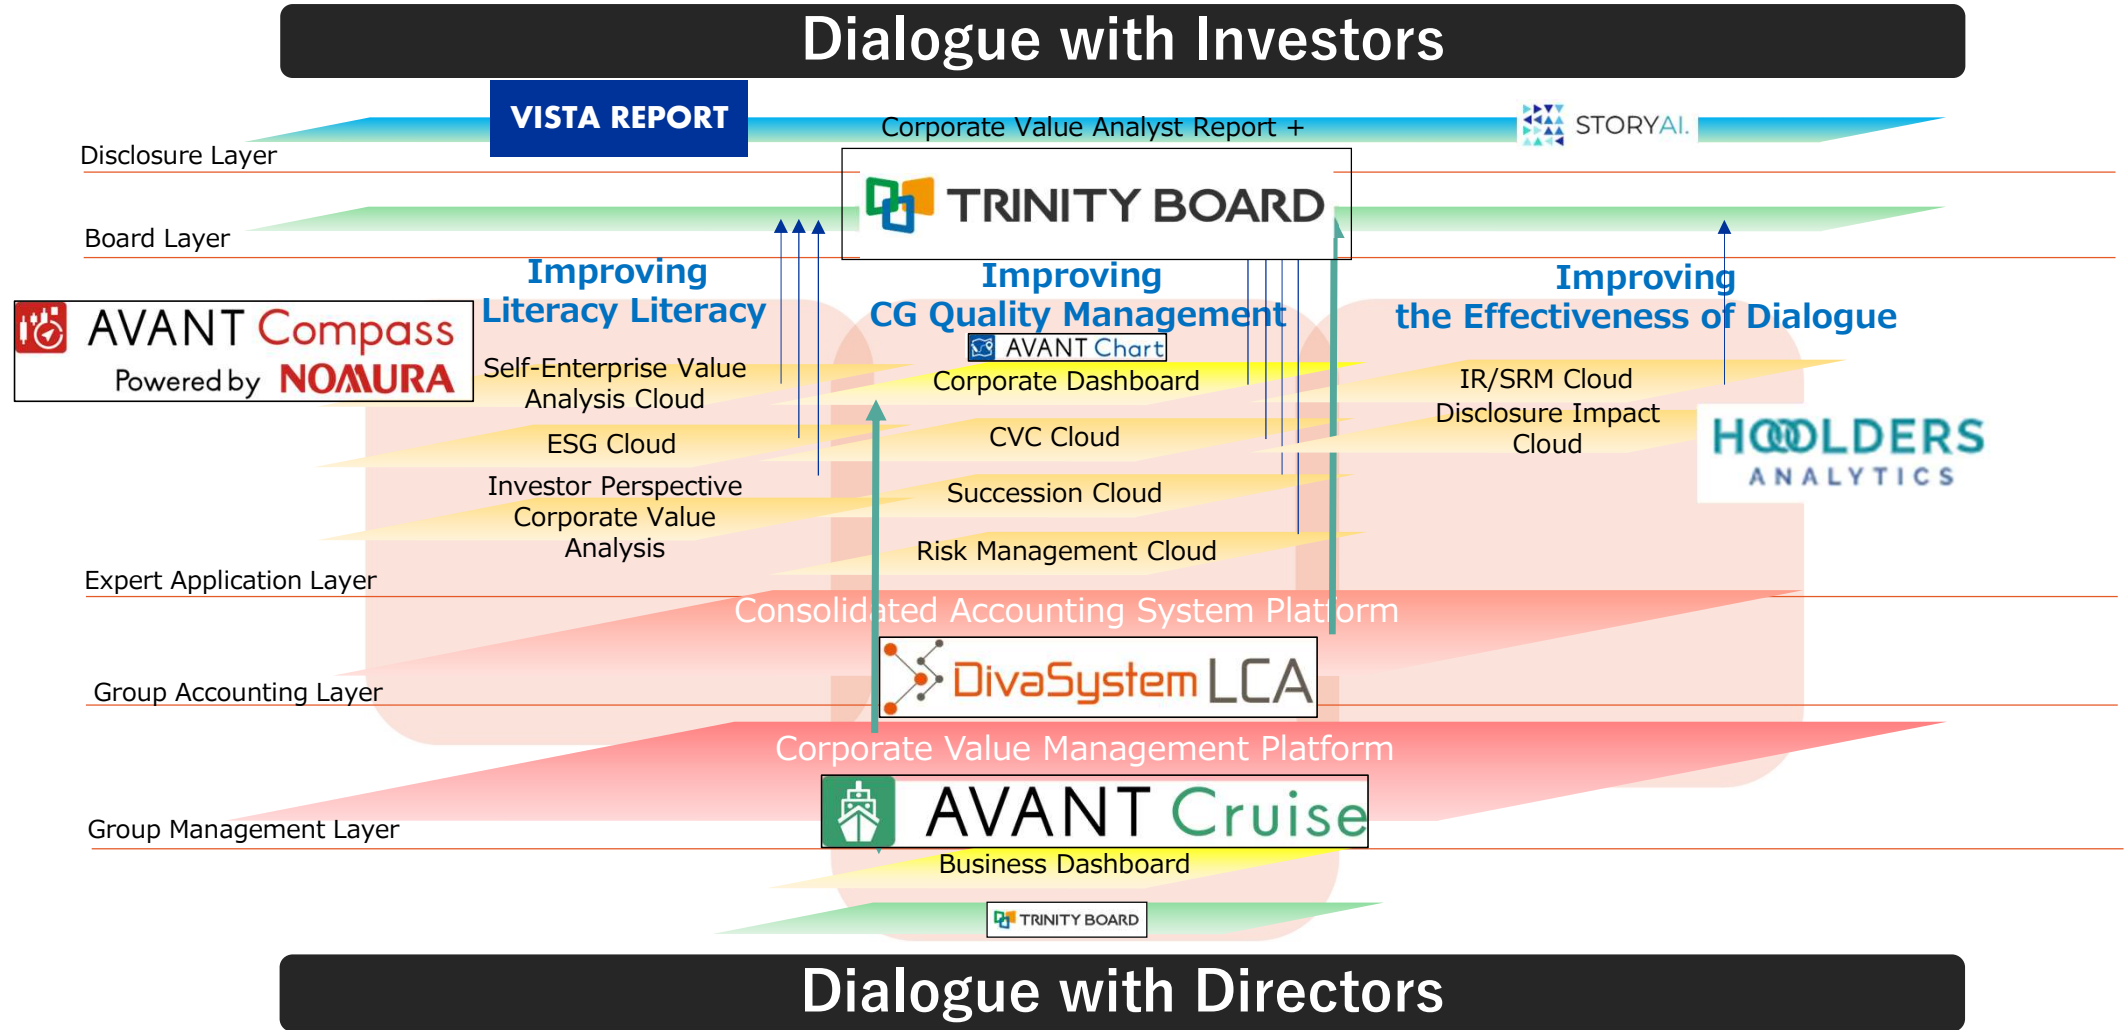 Dialogue with Investors
VISTA REPORT
Corporate Value Analyst Report +
STORYAI.
Disclosure Layer
TRINITY BOARD
Board Layer
Improving
Literacy Literacy
Improving
CG Quality Management
Improving
the Effectiveness of Dialogue
AVANT Compass
Powered by NOMURA
AVANT Chart
Self-Enterprise Value
Analysis Cloud
Corporate Dashboard
IR/SRM Cloud
Disclosure Impact
Cloud
ESG Cloud
CVC Cloud
HOOLDERS
ANALYTICS
Investor Perspective
Corporate Value
Analysis
Succession Cloud
Risk Management Cloud
Expert Application Layer
Consolidated Accounting System Platform
DivaSystem LCA
Group Accounting Layer
Corporate Value Management Platform
AVANT Cruise
Group Management Layer
Business Dashboard
TRINITY BOARD
Dialogue with Directors